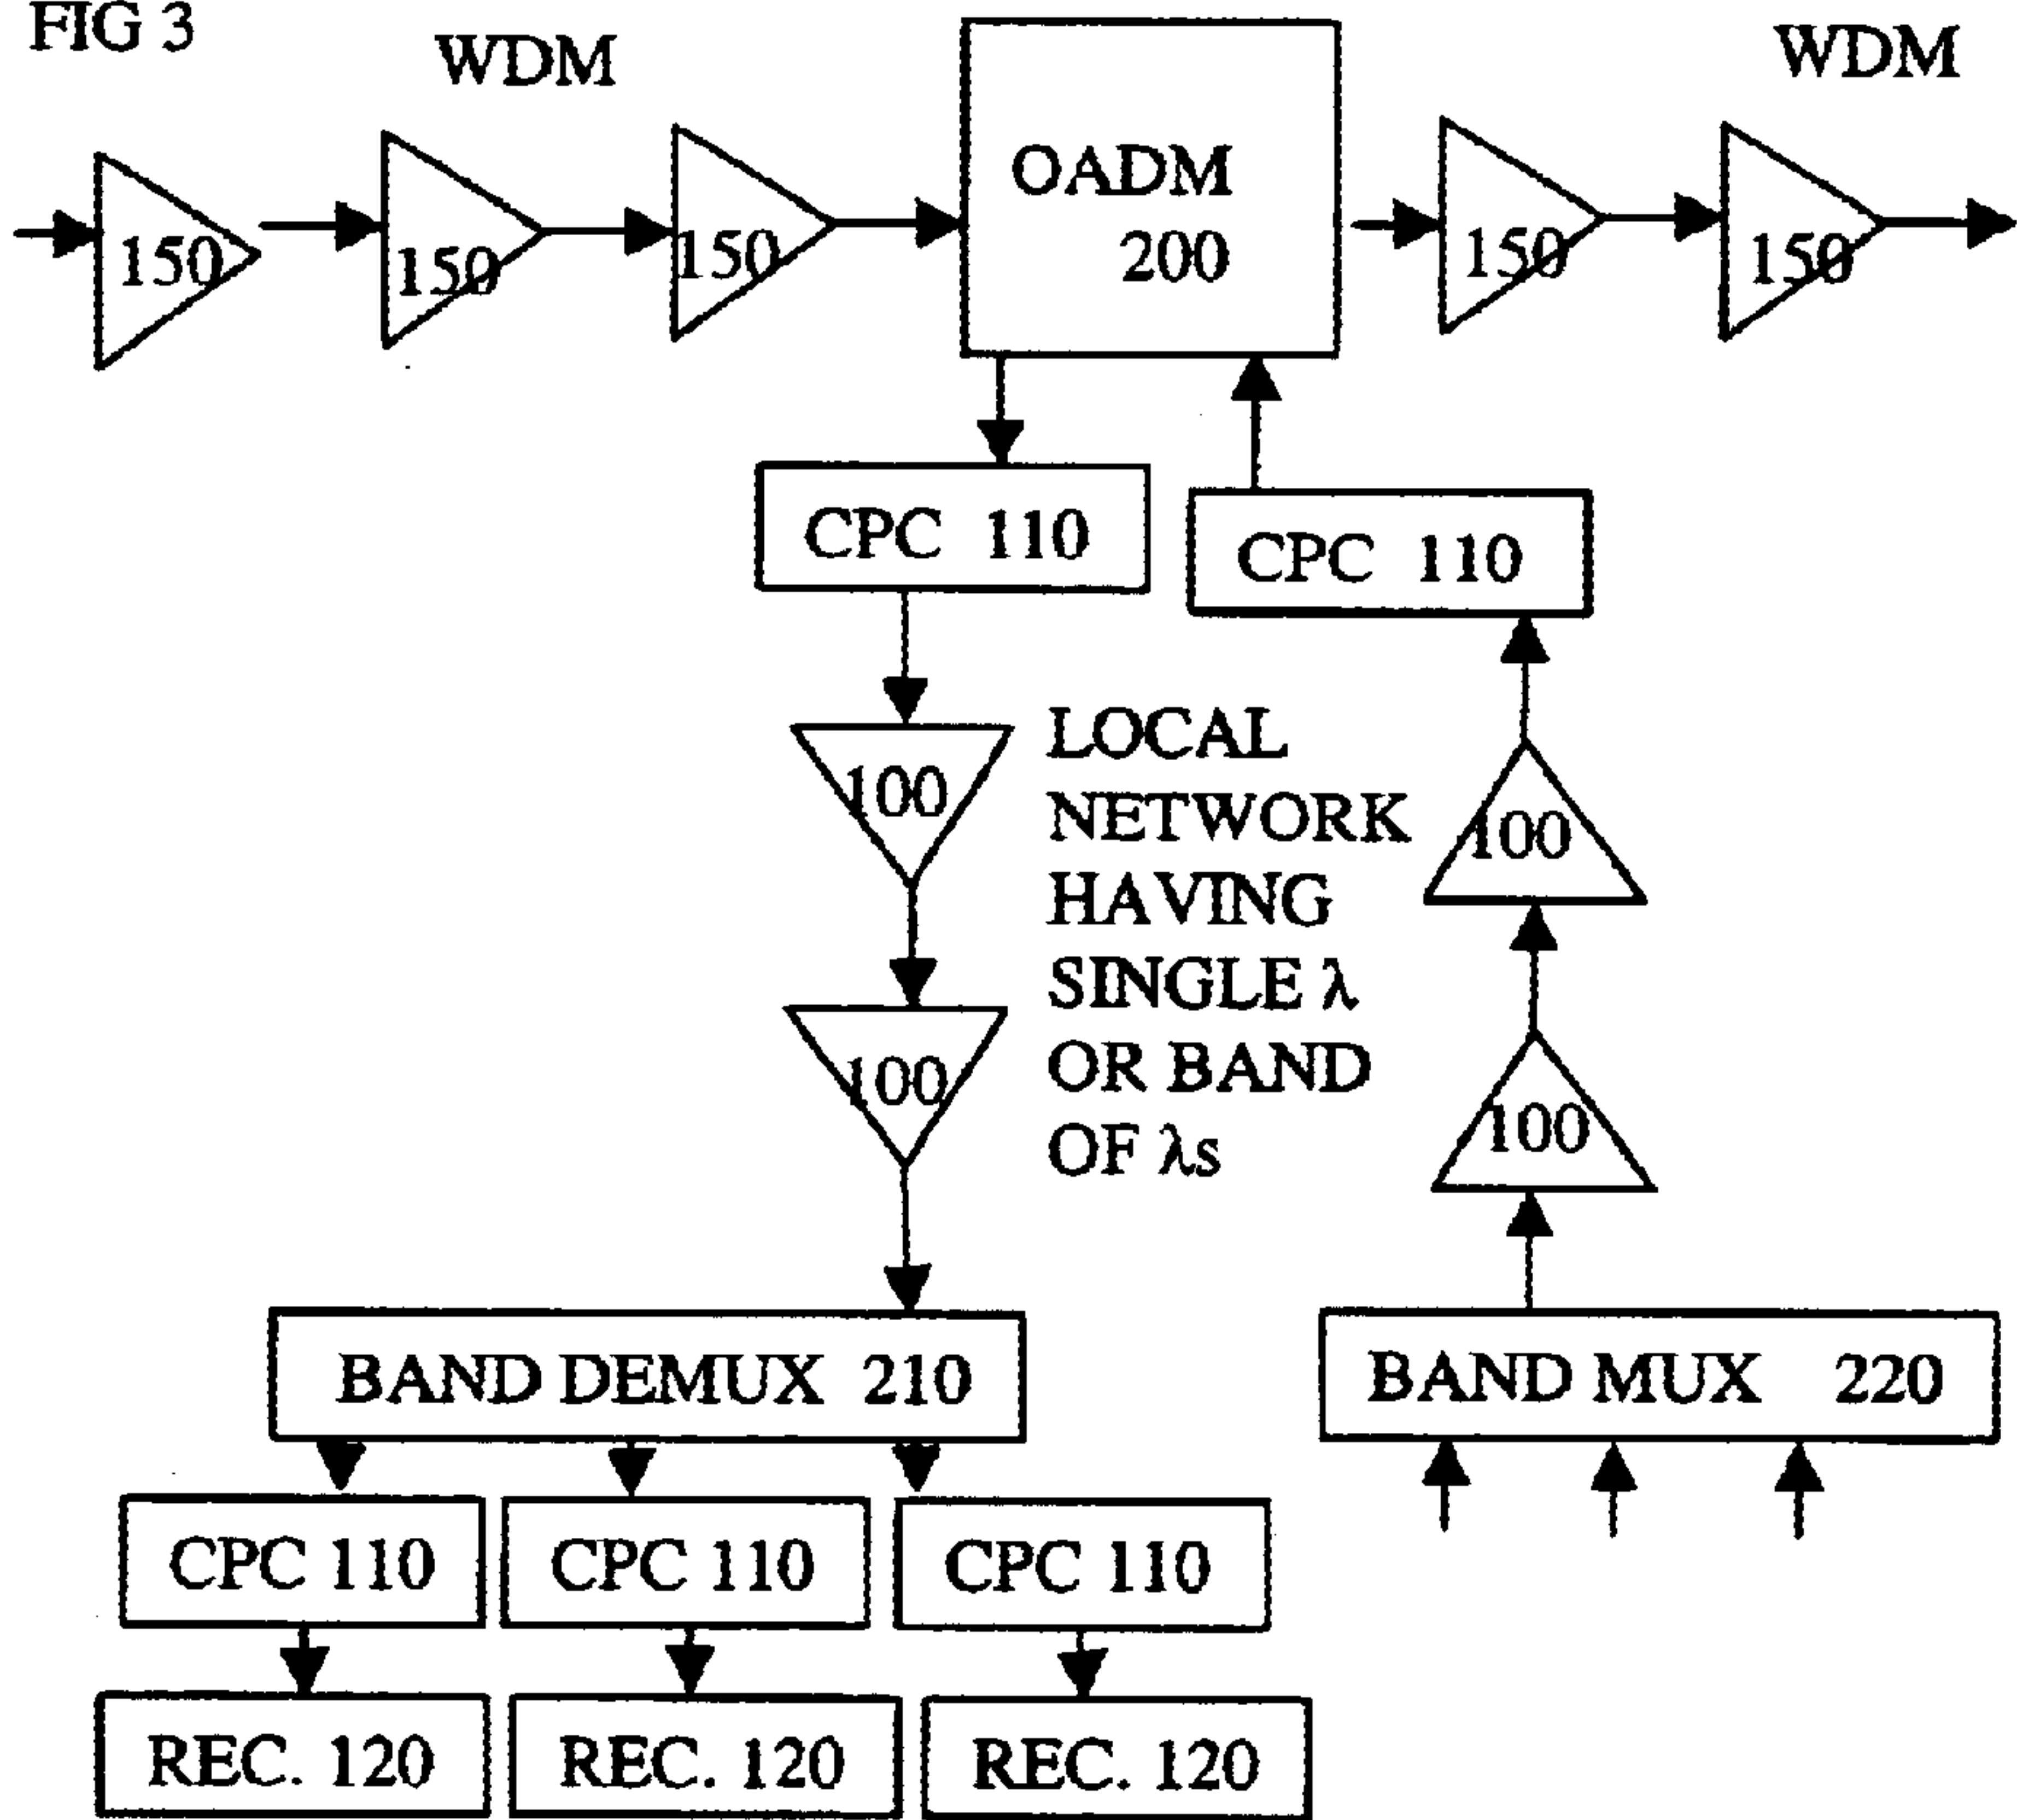 FIG 3
WDM
WDM
OADM
200
150
150
150
150
150
CPC 110
CPC 110
100
LOCAL
NETWORK
HAVING
SINGLE λ
OR BAND
OF λs
100
100
100
BAND DEMUX 210
BAND MUX 220
CPC 110
CPC 110
CPC 110
REC. 120
REC. 120
REC. 120